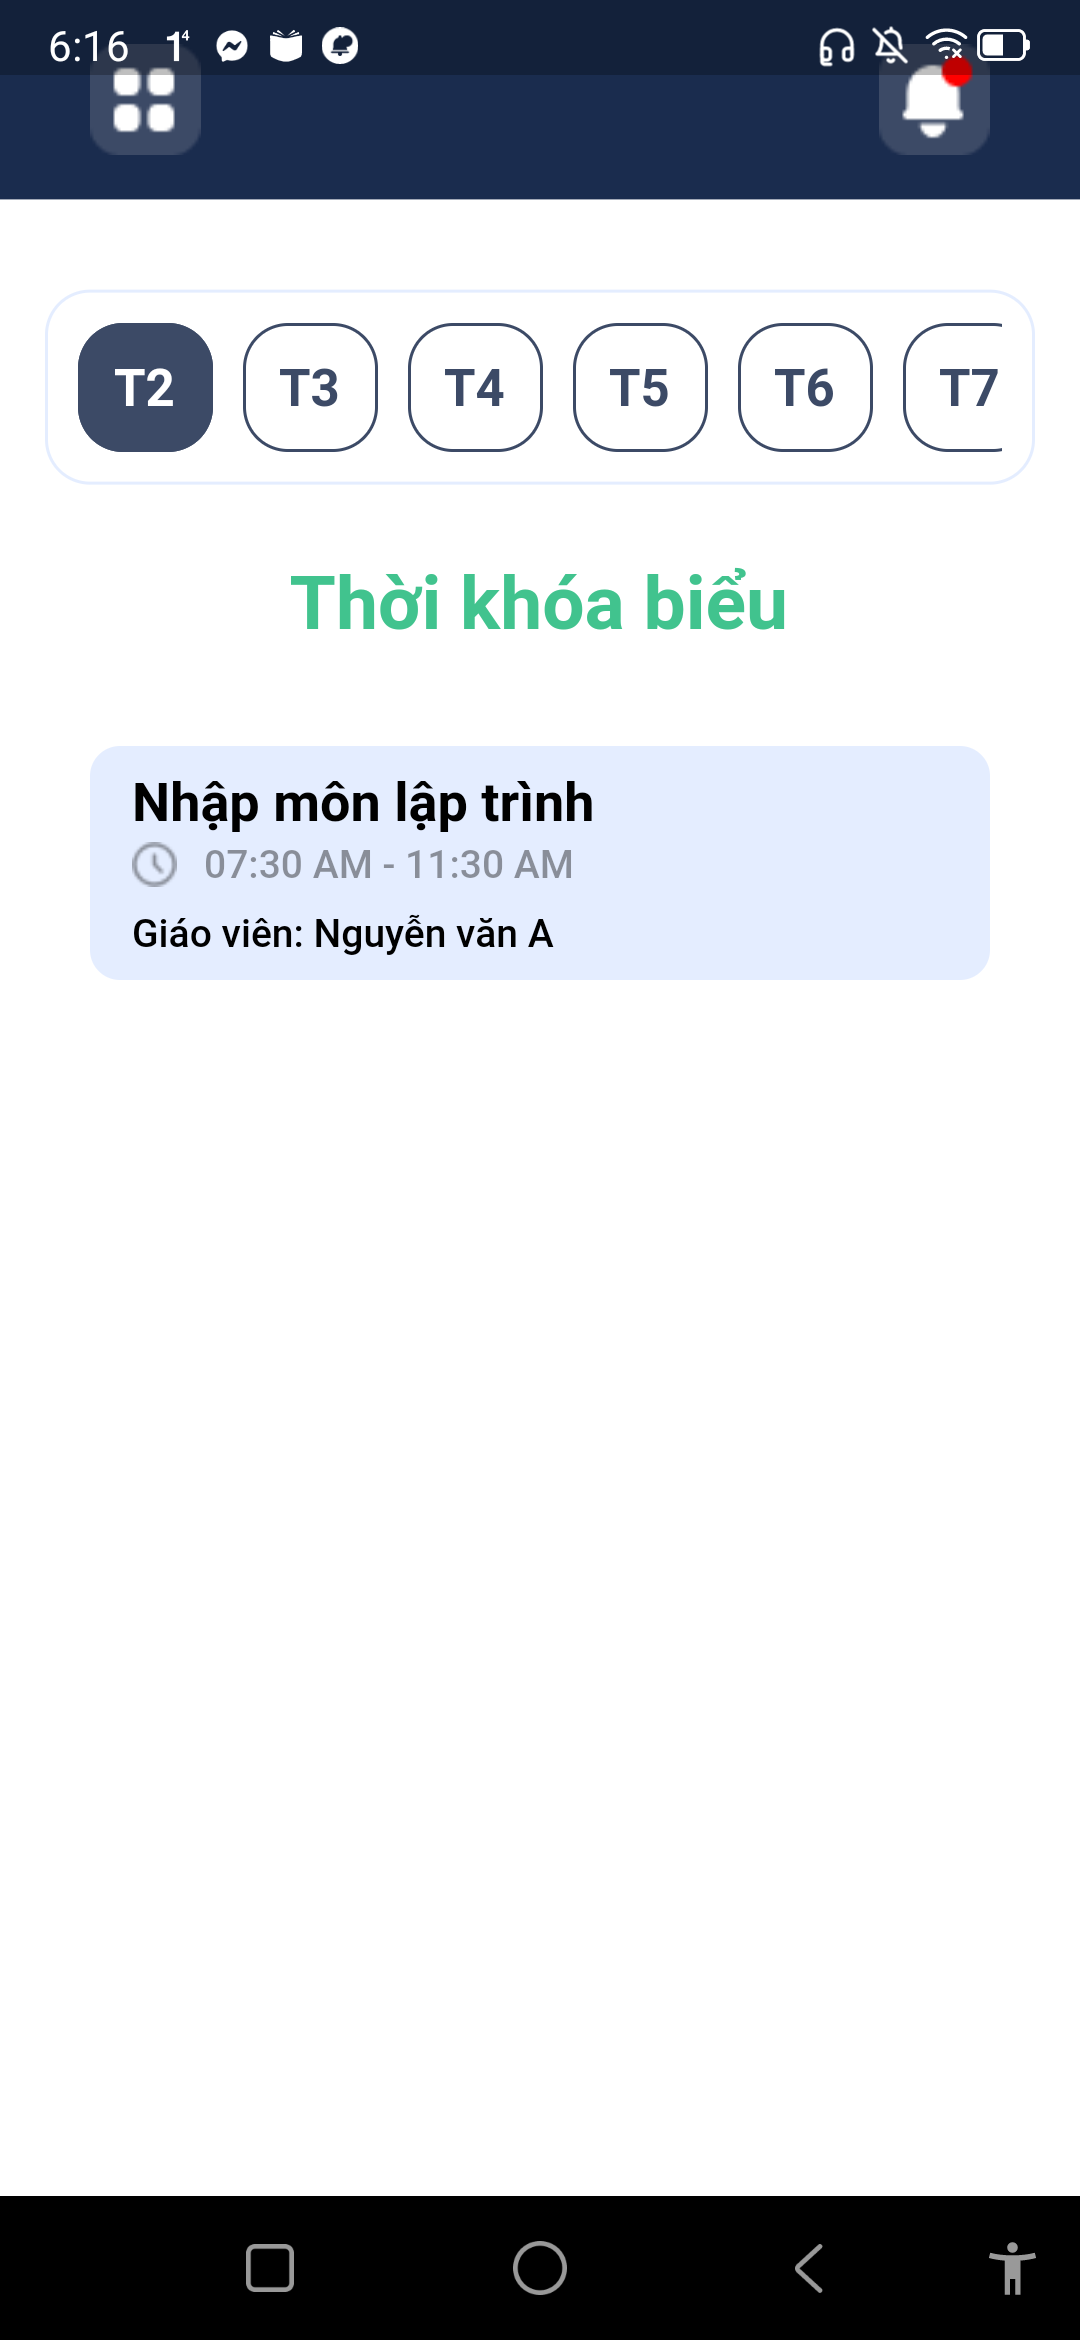 6:16
T2 T3 T4 T5 T6 T7
Thời khóa biểu
Nhập môn lập trình
07:30 AM - 11:30 AM
Giáo viên: Nguyễn văn A